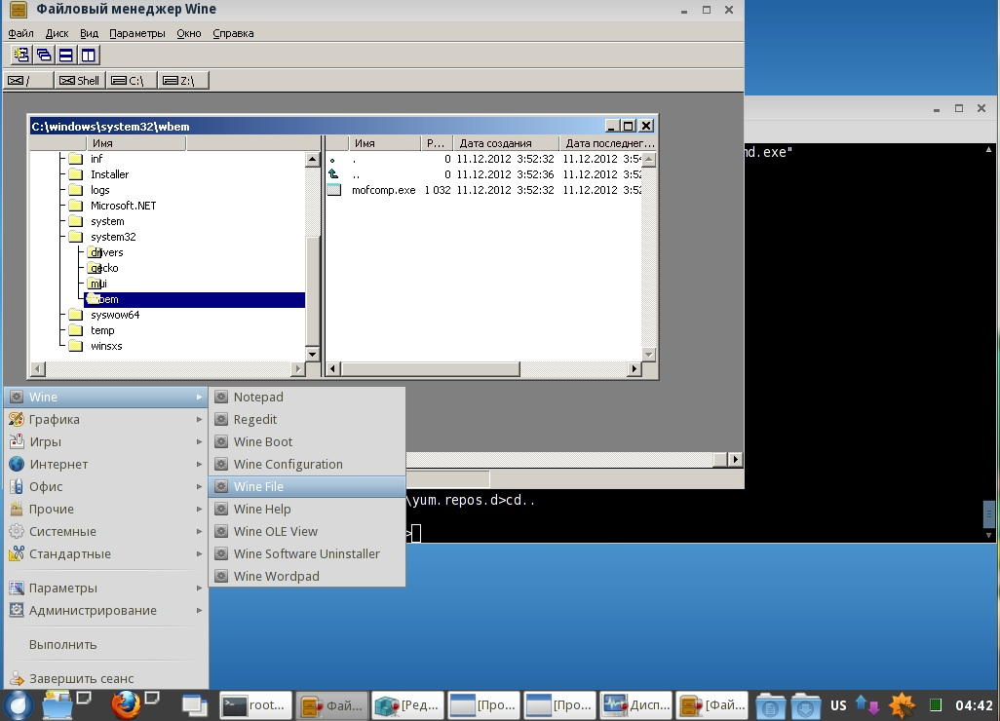 Файловый менеджер Wine
Файл Диск Вид Параметры Окно Справка
/ Shell C:\ Z:\
C:\windows\system32\wbem
Имя
inf
Installer
logs
Microsoft.NET
system
system32
drivers
gecko
mui
wbem
syswow64
temp
winsxs
Имя Р... Дата создания Дата последнег...
. 0 11.12.2012 3:52:32 11.12.2012 3:5
.. 0 11.12.2012 3:52:36 11.12.2012 3:52
mofcomp.exe 1 032 11.12.2012 3:52:32 11.12.2012 3:52
md.exe"
\yum.repos.d>cd..
>
Wine
Графика
Игры
Интернет
Офис
Прочие
Системные
Стандартные
Параметры
Администрирование
Выполнить
Завершить сеанс
Notepad
Regedit
Wine Boot
Wine Configuration
Wine File
Wine Help
Wine OLE View
Wine Software Uninstaller
Wine Wordpad
root... Фай... [Ред... [Про... [Про... Дисп... [Фай... US 04:42